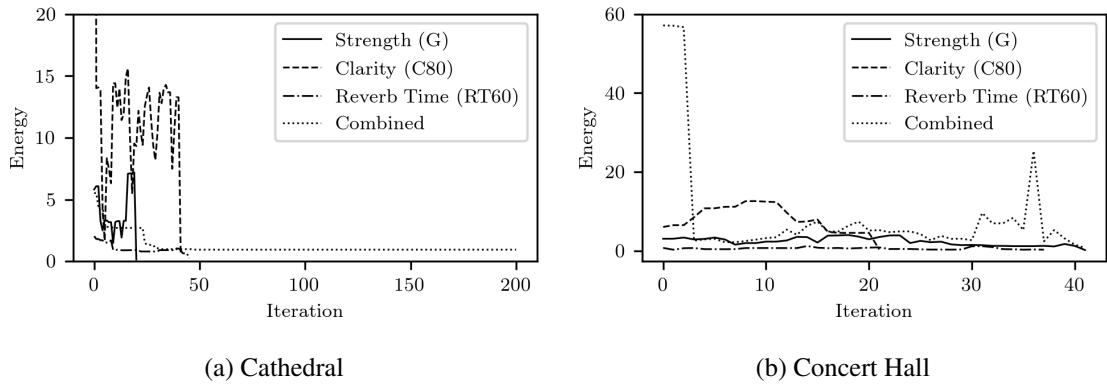 20
15
10
5
0
Energy
0
50
100
150
200
Iteration
Strength (G)
Clarity (C80)
Reverb Time (RT60)
Combined
(a) Cathedral
60
40
20
0
Energy
0
10
20
30
40
Iteration
Strength (G)
Clarity (C80)
Reverb Time (RT60)
Combined
(b) Concert Hall